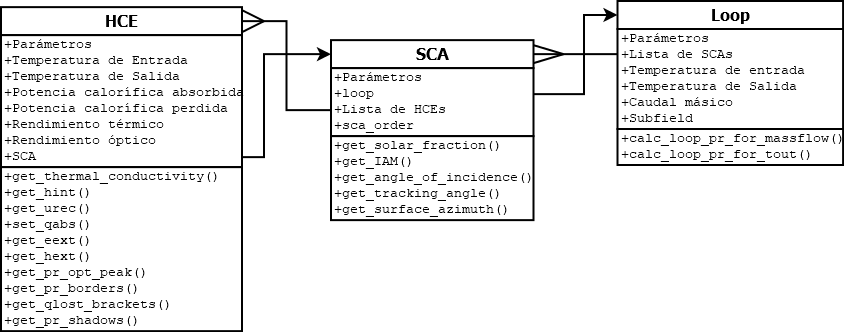 HCE
+Parámetros
+Temperatura de Entrada
+Temperatura de Salida
+Potencia calorífica absorbida
+Potencia calorífica perdida
+Rendimiento térmico
+Rendimiento óptico
+SCA
+get_thermal_conductivity()
+get_hint()
+get_urec()
+set_qabs()
+get_eext()
+get_hext()
+get_pr_opt_peak()
+get_pr_borders()
+get_qlost_brackets()
+get_pr_shadows()
SCA
+Parámetros
+loop
+Lista de HCEs
+sca_order
+get_solar_fraction()
+get_IAM()
+get_angle_of_incidence()
+get_tracking_angle()
+get_surface_azimuth()
Loop
+Parámetros
+Lista de SCAs
+Temperatura de entrada
+Temperatura de Salida
+Caudal másico
+Subfield
+calc_loop_pr_for_massflow()
+calc_loop_pr_for_tout()